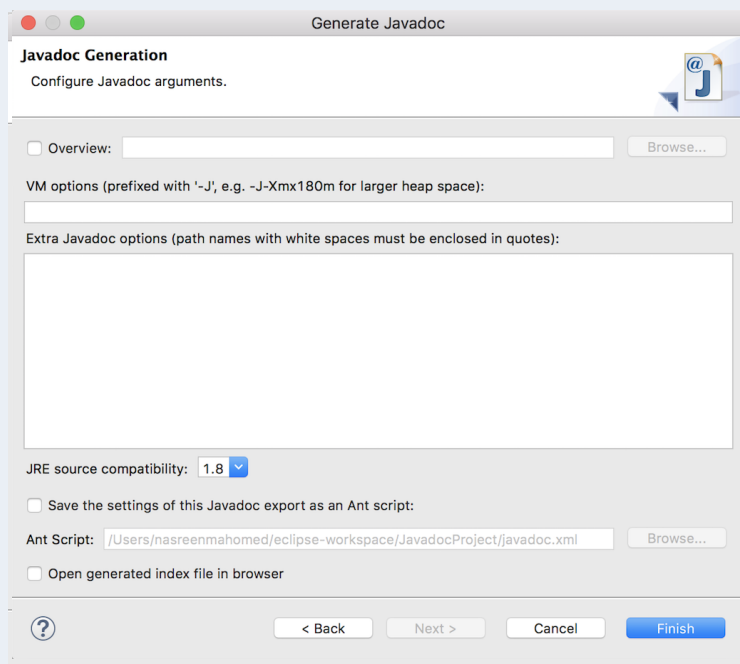 Generate Javadoc
Javadoc Generation
Configure Javadoc arguments.
@
J
Overview: Browse...
VM options (prefixed with '-J', e.g. -J-Xmx180m for larger heap space):
Extra Javadoc options (path names with white spaces must be enclosed in quotes):
JRE source compatibility: 1.8
Save the settings of this Javadoc export as an Ant script:
Ant Script: /Users/nasreenmahomed/eclipse-workspace/JavadocProject/javadoc.xml Browse...
Open generated index file in browser
? < Back Next > Cancel Finish